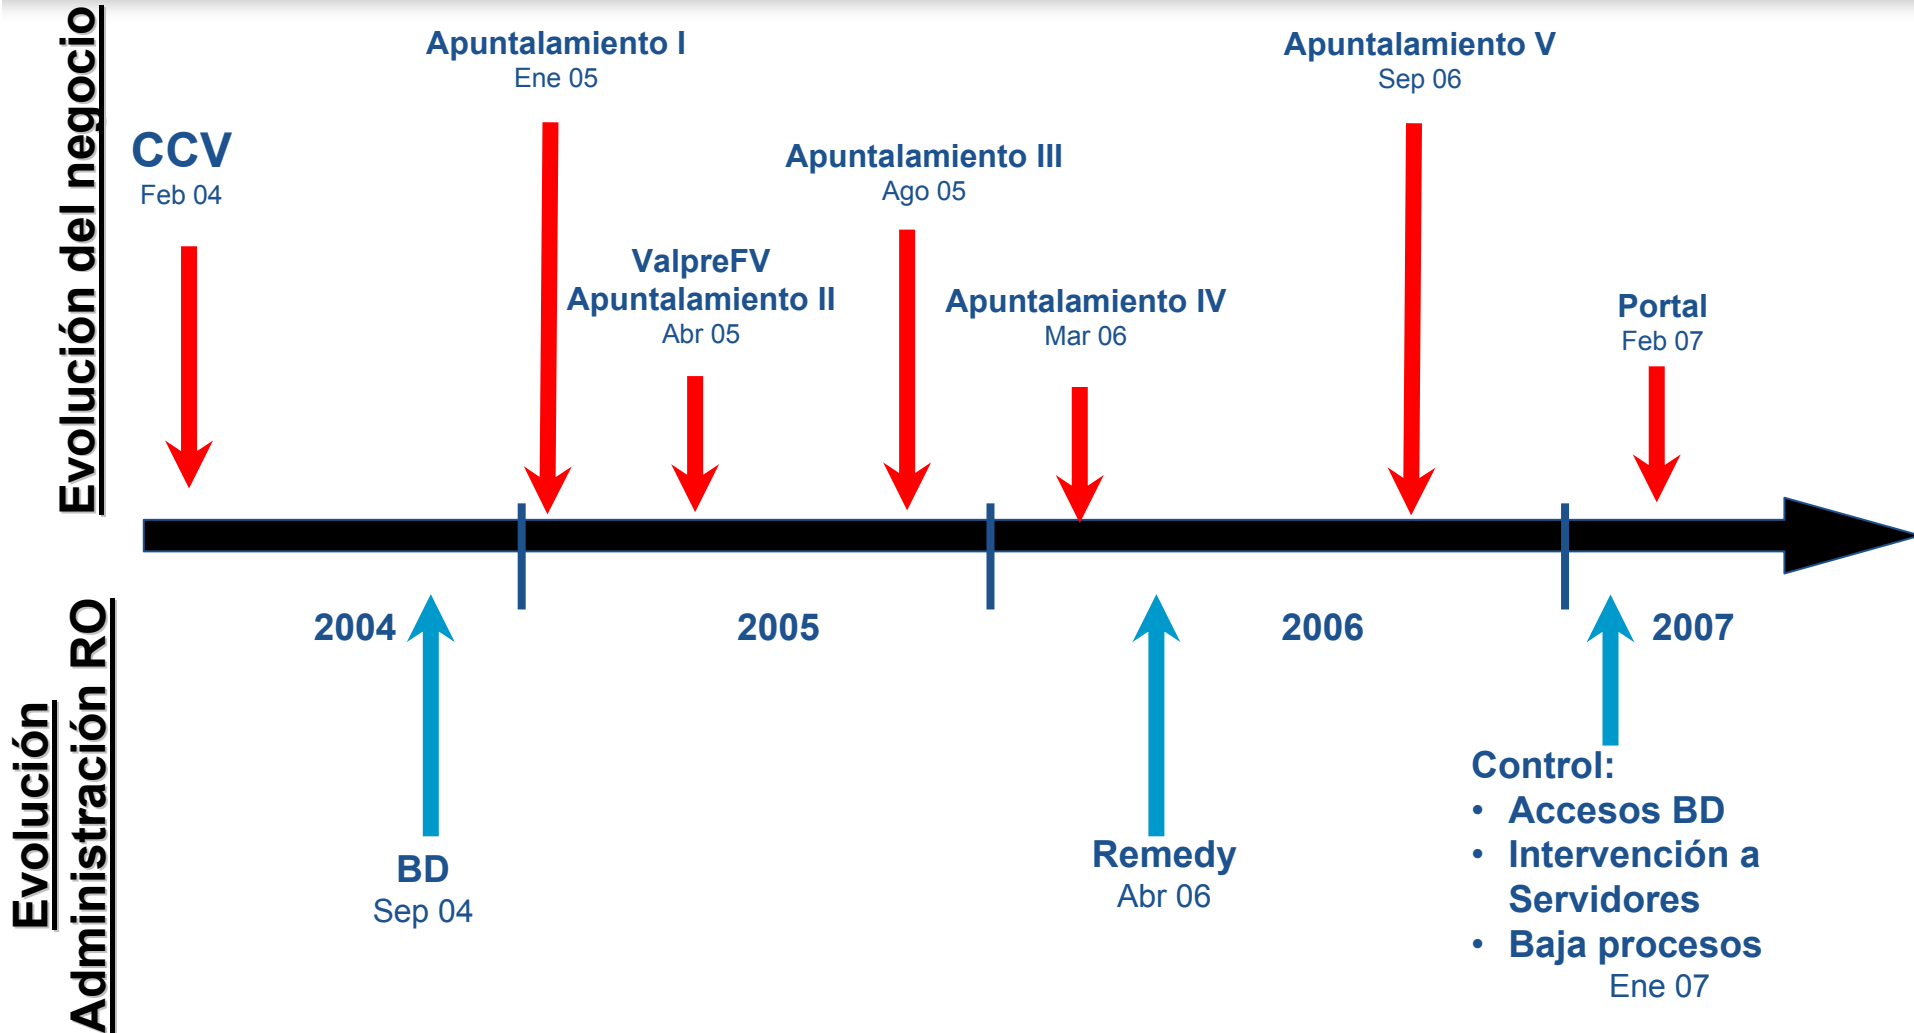 Evolución del negocio
Apuntalamiento I
Ene 05
Apuntalamiento V
Sep 06
CCV
Feb 04
Apuntalamiento III
Ago 05
ValpreFV
Apuntalamiento II
Abr 05
Apuntalamiento IV
Mar 06
Portal
Feb 07
2004
2005
2006
2007
Evolución
Administración RO
BD
Sep 04
Remedy
Abr 06
Control:
• Accesos BD
• Intervención a
Servidores
• Baja procesos
Ene 07